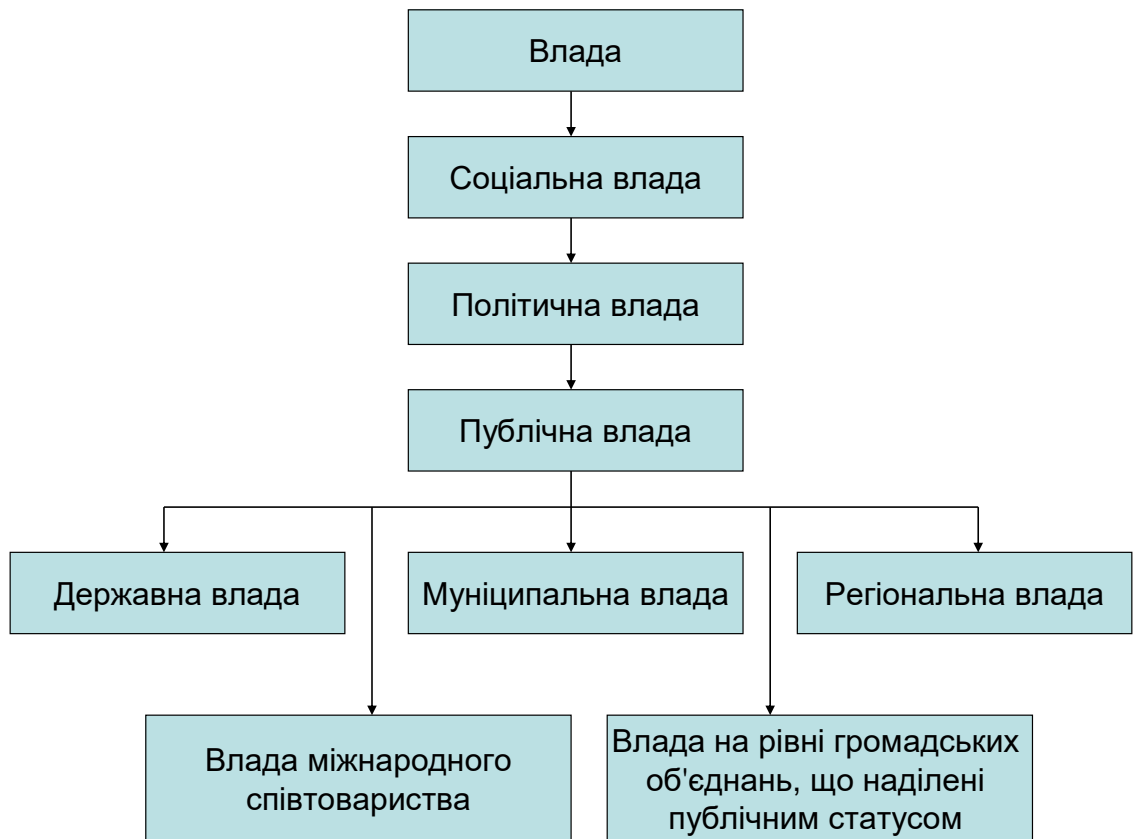 Влада
Соціальна влада
Політична влада
Публічна влада
Державна влада
Муніципальна влада
Регіональна влада
Влада міжнародного
співтовариства
Влада на рівні громадських
об'єднань, що наділені
публічним статусом